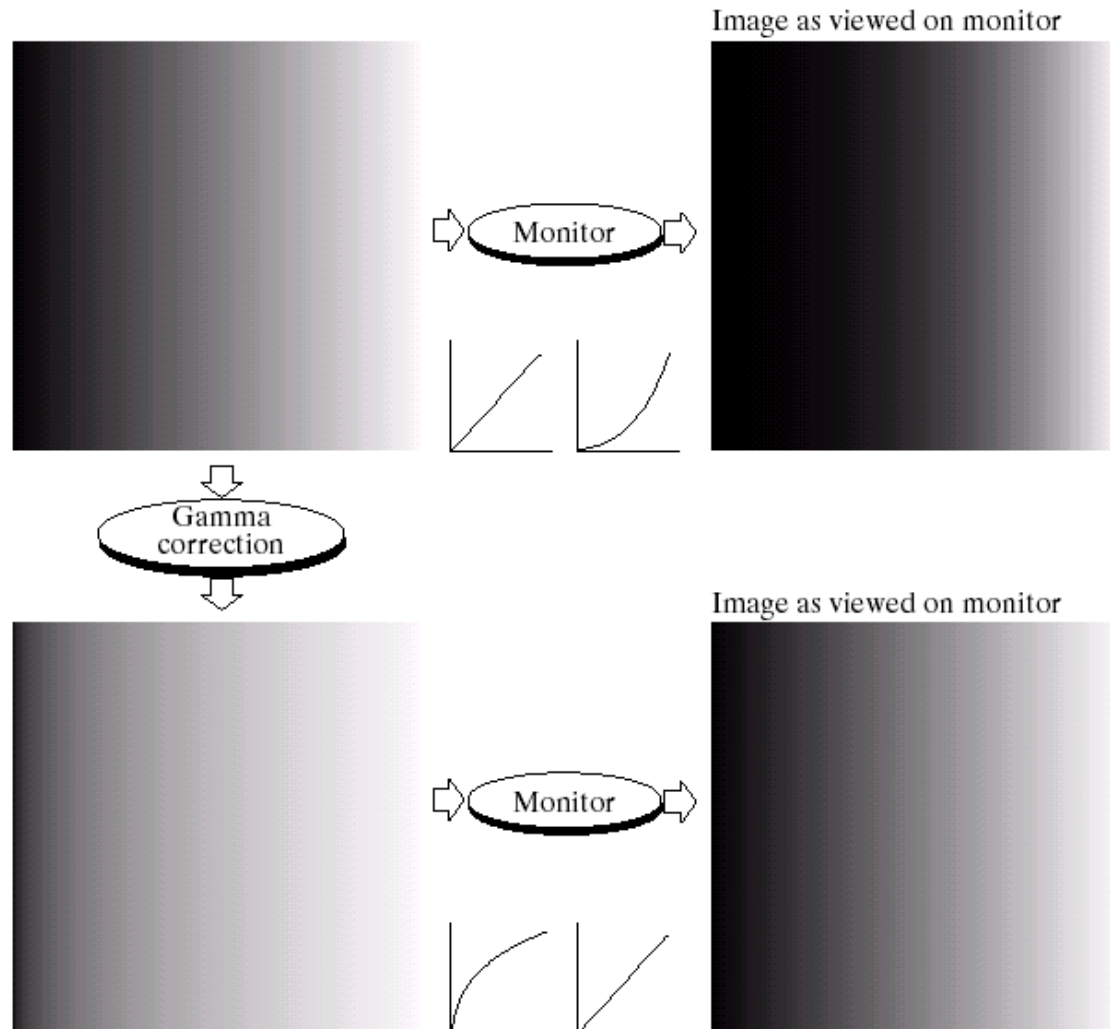 Image as viewed on monitor
Monitor
Gamma
correction
Image as viewed on monitor
Monitor